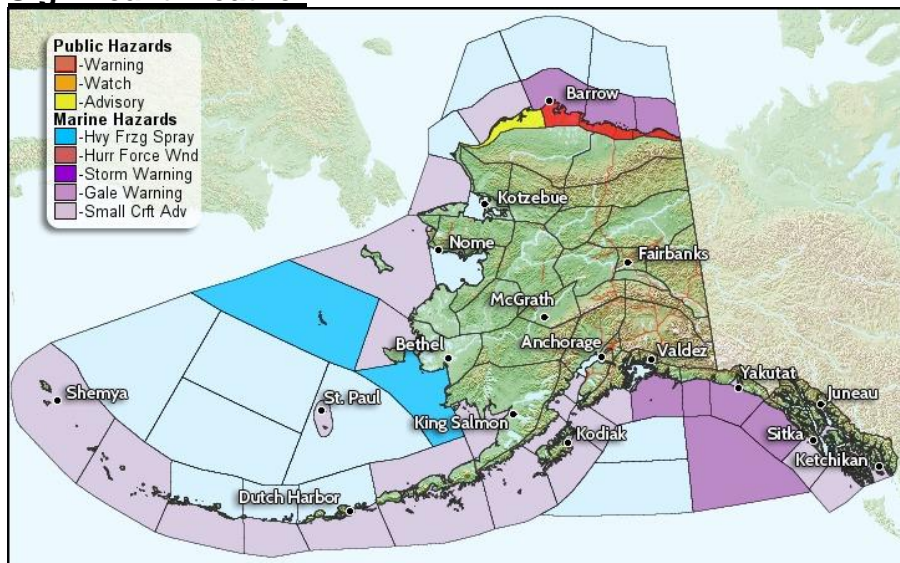 Public Hazards
-Warning
-Watch
-Advisory
Marine Hazards
-Hvy Frzg Spray
-Hurr Force Wnd
-Storm Warning
-Gale Warning
-Small Crft Adv
Barrow
Kotzebue
Nome
Fairbanks
McGrath
Bethel
Anchorage
Valdez
Shemya
St. Paul
King Salmon
Kodiak
Yakutat
Juneau
Sitka
Ketchikan
Dutch Harbor